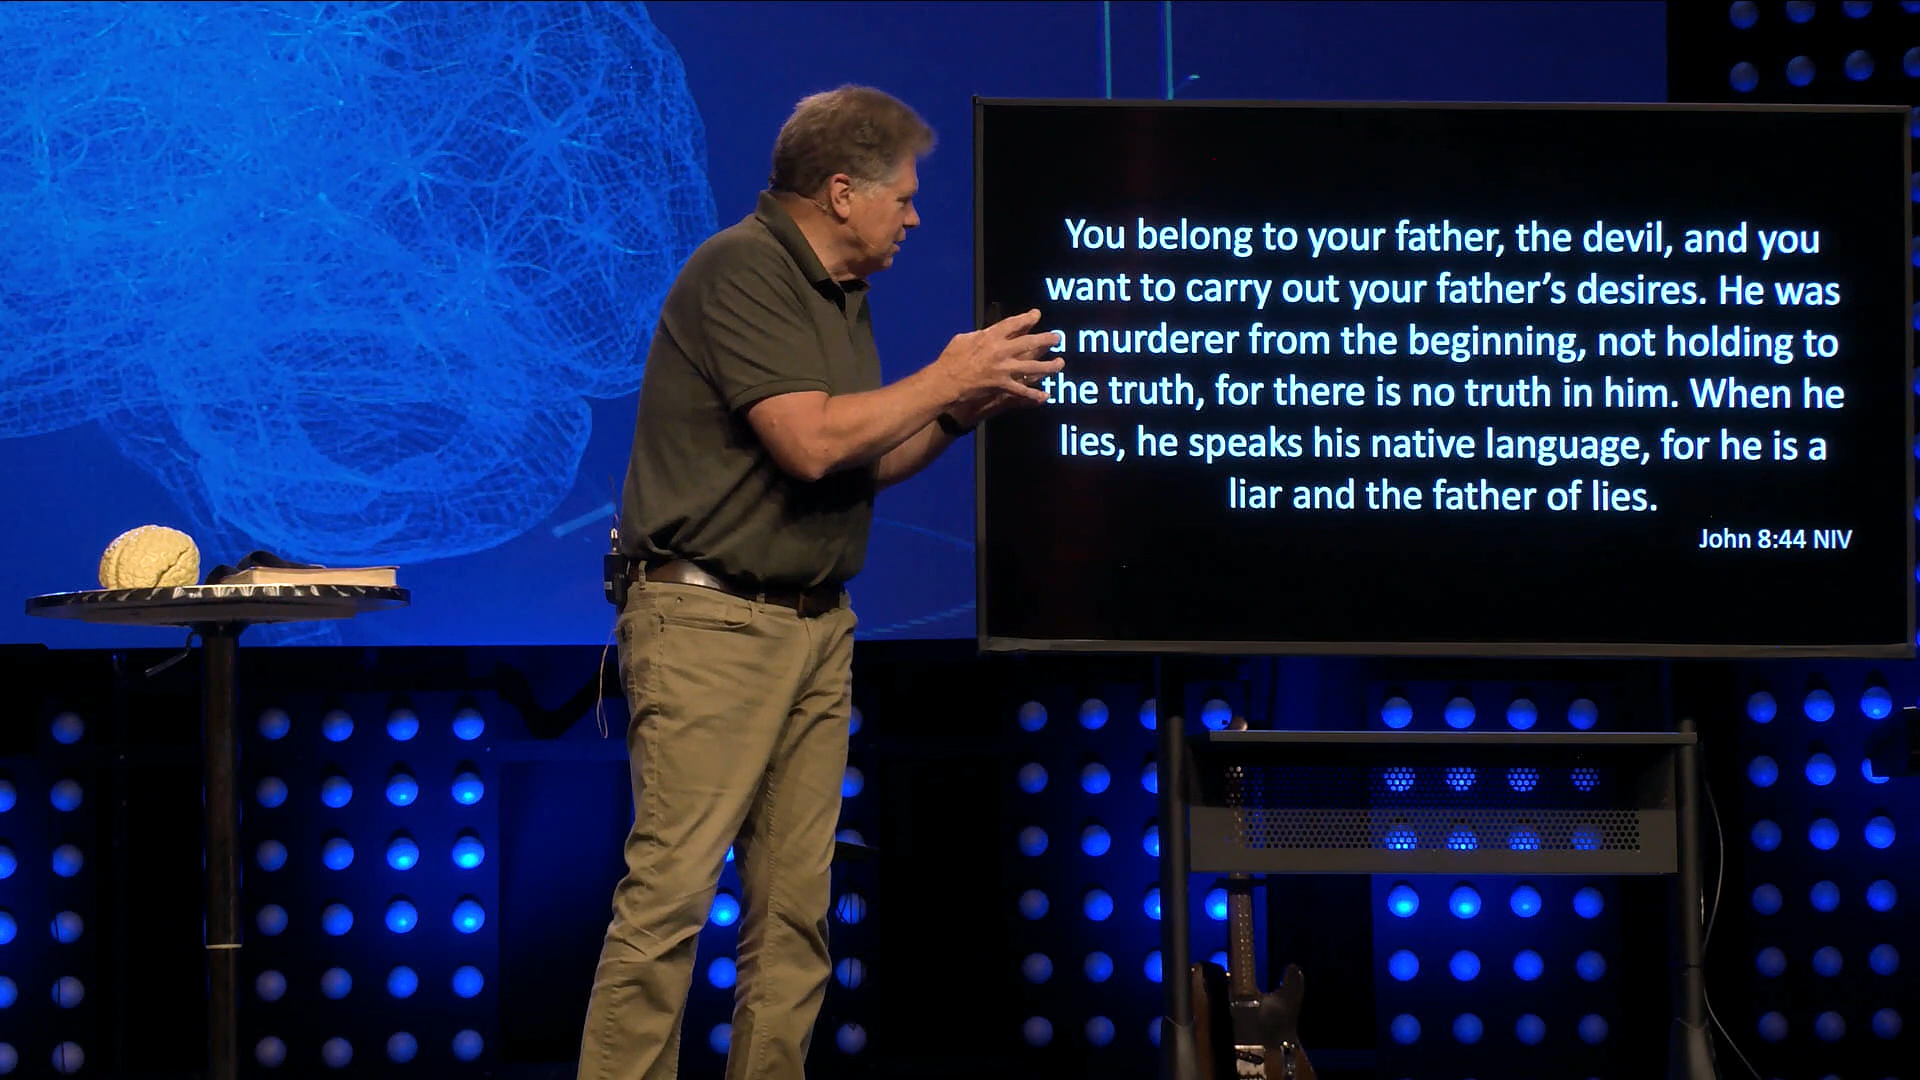 You belong to your father, the devil, and you
want to carry out your father’s desires. He was
a murderer from the beginning, not holding to
the truth, for there is no truth in him. When he
lies, he speaks his native language, for he is a
liar and the father of lies.
John 8:44 NIV